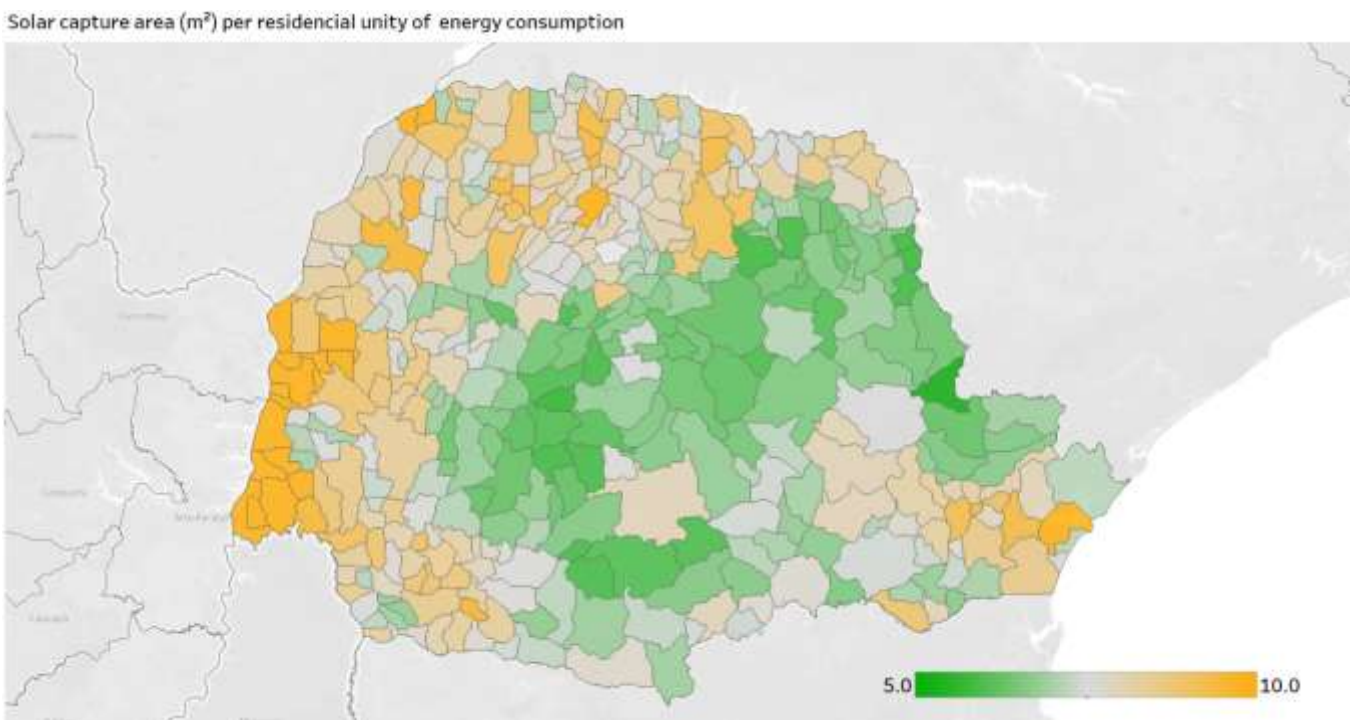 Solar capture area (m²) per residencial unity of energy consumption
5.0
10.0